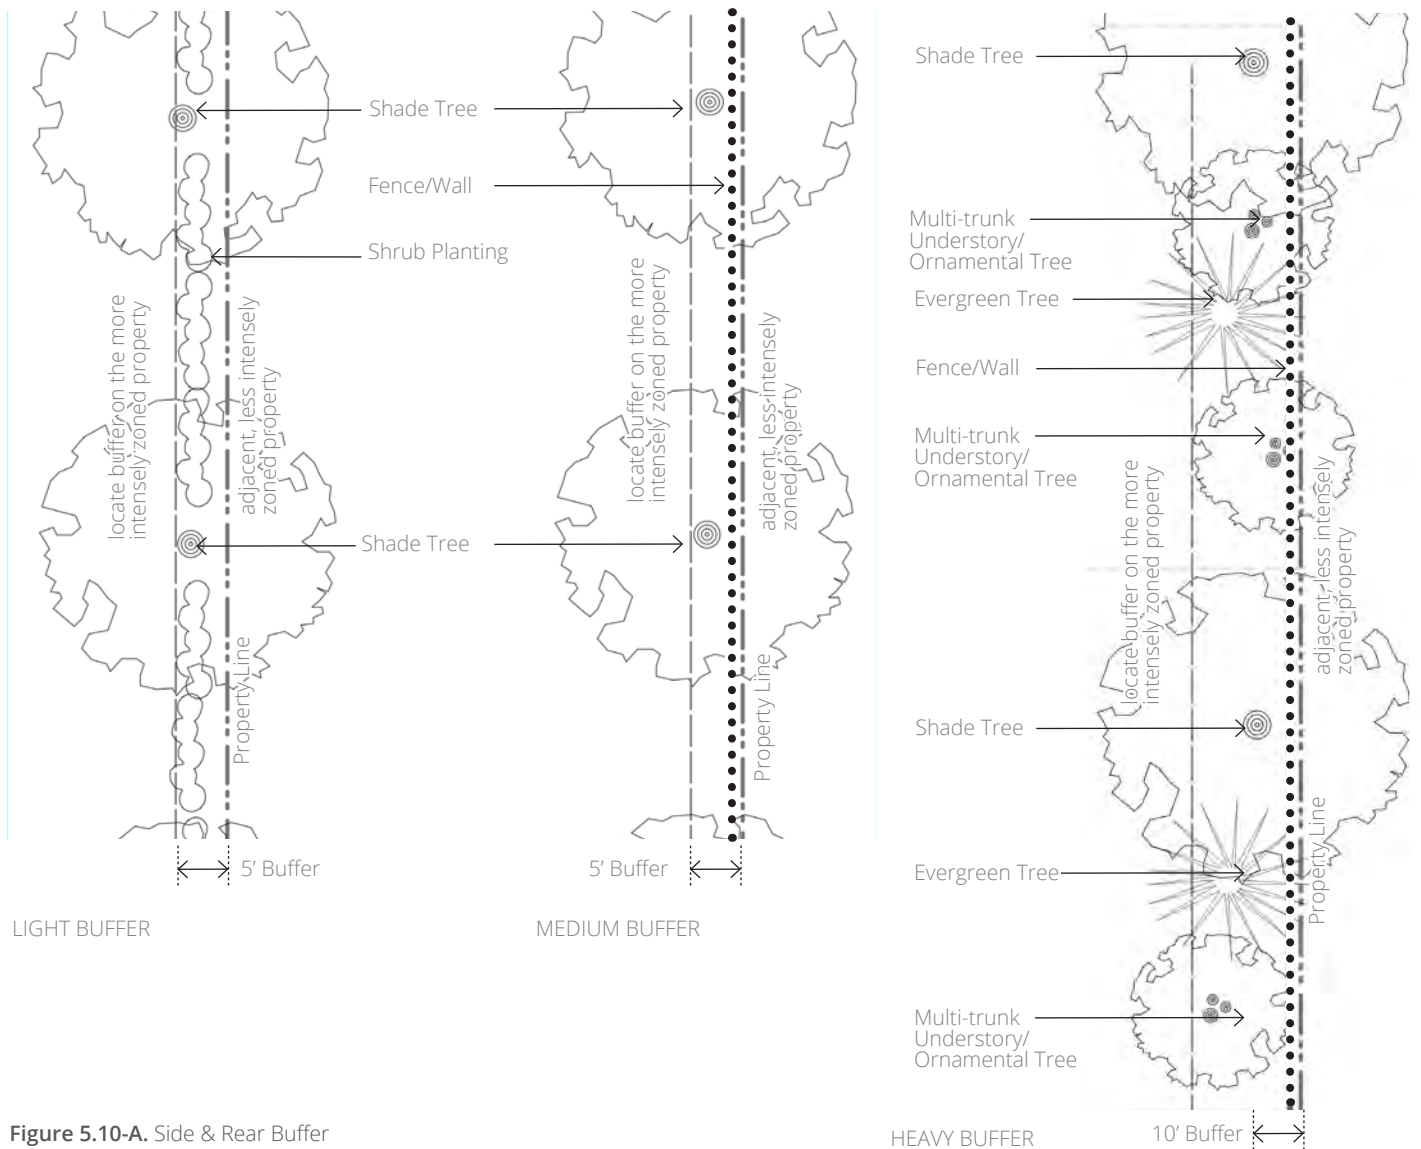 Shade Tree
Fence/Wall
Shrub Planting
locate buffer on the more
intensely zoned property
adjacent, less intensely
zoned property
locate buffer on the more
intensely zoned property
adjacent, less intensely
zoned property
Shade Tree
Property Line
Property Line
5’ Buffer
5’ Buffer
LIGHT BUFFER
MEDIUM BUFFER
Shade Tree
Multi-trunk
Understory/
Ornamental Tree
Evergreen Tree
Fence/Wall
Multi-trunk
Understory/
Ornamental Tree
locate buffer on the more
intensely zoned property
adjacent, less intensely
zoned property
Shade Tree
Property Line
Evergreen Tree
Multi-trunk
Understory/
Ornamental Tree
10’ Buffer
HEAVY BUFFER
Figure 5.10-A. Side & Rear Buffer